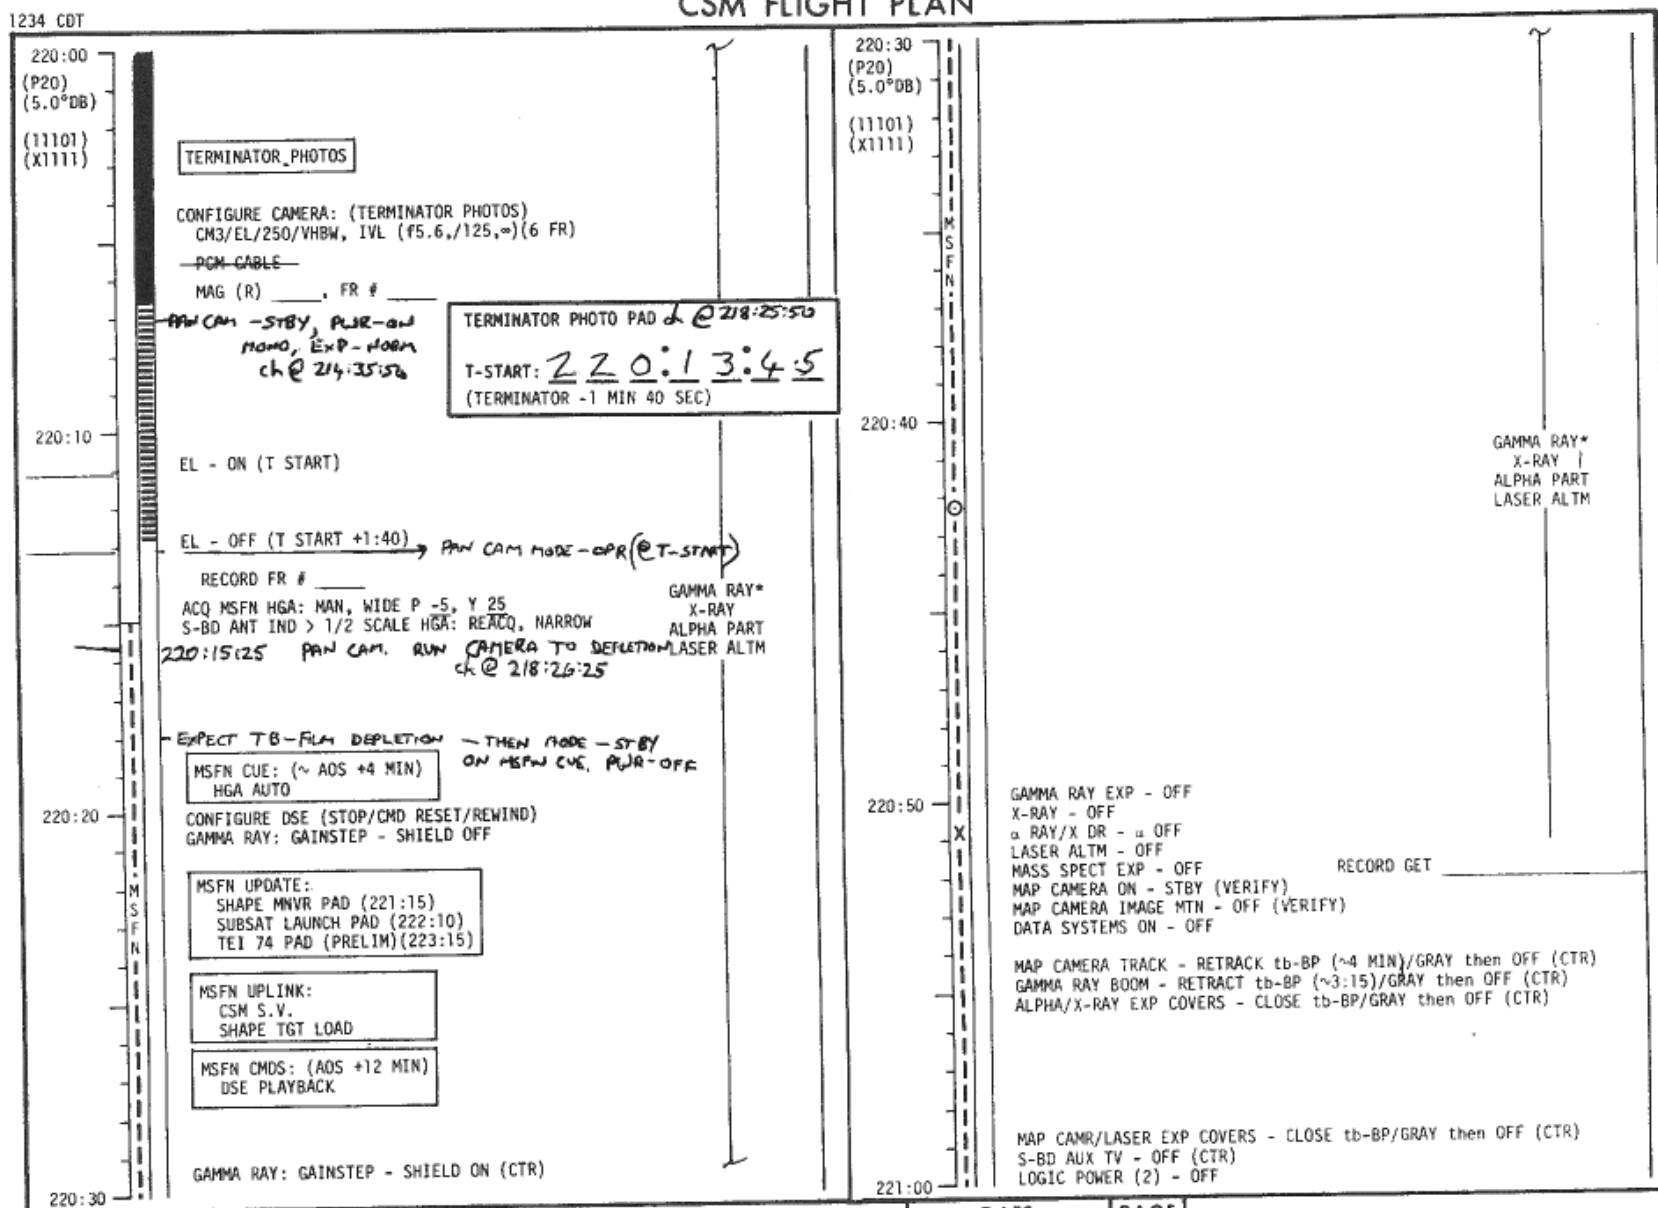 CSM FLIGHT PLAN
1234 CDT
220:00
(P20)
(5.0°DB)
(11101)
(X1111)
TERMINATOR PHOTOS
CONFIGURE CAMERA: (TERMINATOR PHOTOS)
CM3/EL/250/VHBW, IVL (f5.6,/125,∞)(6 FR)
PCM CABLE
MAG (R) _____, FR # _____
PAN CAM - STBY, PWR-ON
MONO, EXP-NORM
ch @ 214:35:50
TERMINATOR PHOTO PAD ch @ 218:25:50
T-START: 220:13:45
(TERMINATOR -1 MIN 40 SEC)
220:10
EL - ON (T START)
EL - OFF (T START +1:40) → PAN CAM MODE-OPR (@ T-START)
RECORD FR # _____
ACQ MSFN HGA: MAN, WIDE P -5, Y 25
S-BD ANT IND > 1/2 SCALE HGA: REACQ, NARROW
GAMMA RAY*
X-RAY
ALPHA PART
LASER ALTM
220:15:25 PAN CAM. RUN CAMERA TO DEPLETION
ch @ 218:26:25
-EXPECT TB-FILM DEPLETION - THEN MODE - STBY
ON MSFN CUE, PWR-OFF
MSFN CUE: (~ AOS +4 MIN)
HGA AUTO
220:20
CONFIGURE DSE (STOP/CMD RESET/REWIND)
GAMMA RAY: GAINSTEP - SHIELD OFF
MSFN UPDATE:
SHAPE MNVR PAD (221:15)
SUBSAT LAUNCH PAD (222:10)
TEI 74 PAD (PRELIM)(223:15)
MSFN
MSFN UPLINK:
CSM S.V.
SHAPE TGT LOAD
MSFN CMDS: (AOS +12 MIN)
DSE PLAYBACK
GAMMA RAY: GAINSTEP - SHIELD ON (CTR)
220:30
220:30
(P20)
(5.0°DB)
(11101)
(X1111)
MSFN
220:40
GAMMA RAY*
X-RAY
ALPHA PART
LASER ALTM
220:50
X
GAMMA RAY EXP - OFF
X-RAY - OFF
α RAY/X DR - α OFF
LASER ALTM - OFF
MASS SPECT EXP - OFF RECORD GET _____
MAP CAMERA ON - STBY (VERIFY)
MAP CAMERA IMAGE MTN - OFF (VERIFY)
DATA SYSTEMS ON - OFF
MAP CAMERA TRACK - RETRACK tb-BP (~4 MIN)/GRAY then OFF (CTR)
GAMMA RAY BOOM - RETRACT tb-BP (~3:15)/GRAY then OFF (CTR)
ALPHA/X-RAY EXP COVERS - CLOSE tb-BP/GRAY then OFF (CTR)
MAP CAMR/LASER EXP COVERS - CLOSE tb-BP/GRAY then OFF (CTR)
S-BD AUX TV - OFF (CTR)
LOGIC POWER (2) - OFF
221:00